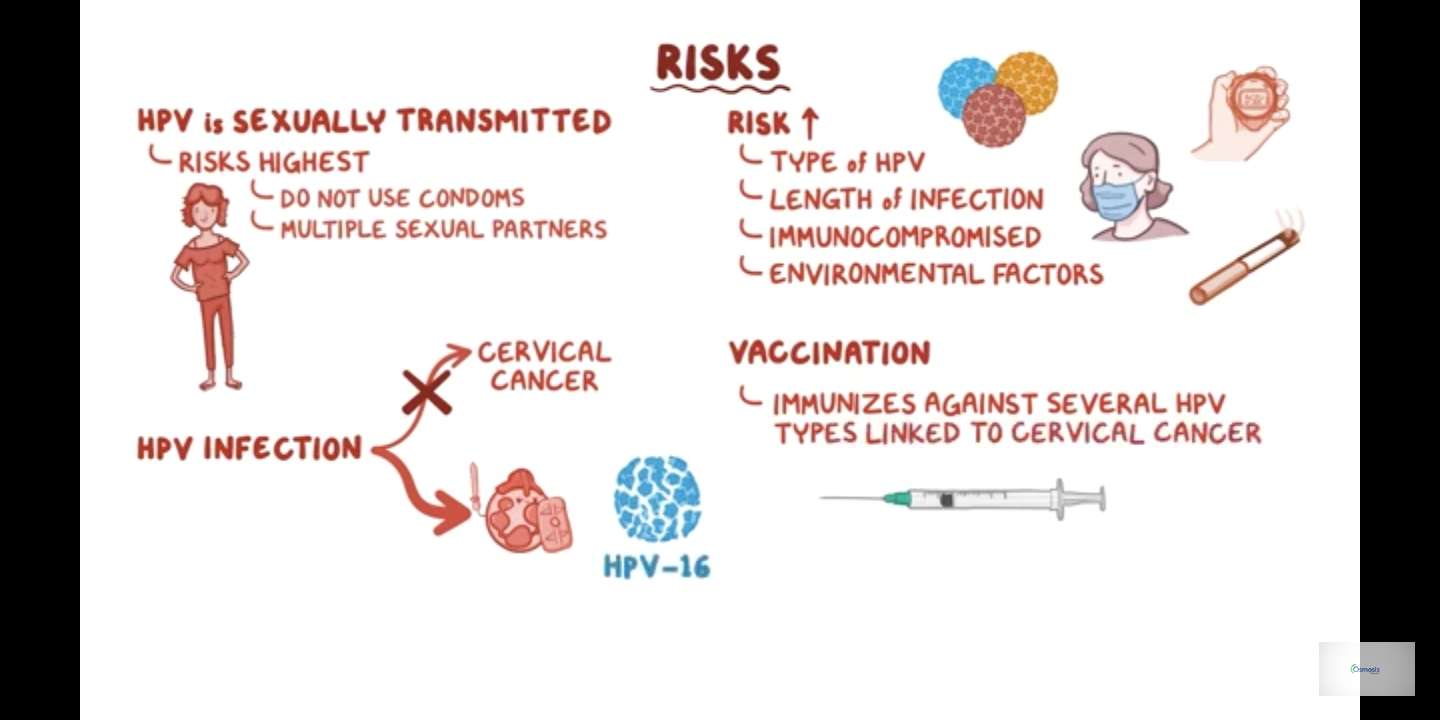 RISKS
HPV is SEXUALLY TRANSMITTED
RISKS HIGHEST
DO NOT USE CONDOMS
MULTIPLE SEXUAL PARTNERS
RISK ↑
TYPE of HPV
LENGTH of INFECTION
IMMUNOCOMPROMISED
ENVIRONMENTAL FACTORS
CERVICAL
CANCER
HPV INFECTION
HPV-16
VACCINATION
IMMUNIZES AGAINST SEVERAL HPV
TYPES LINKED TO CERVICAL CANCER
Osmosis